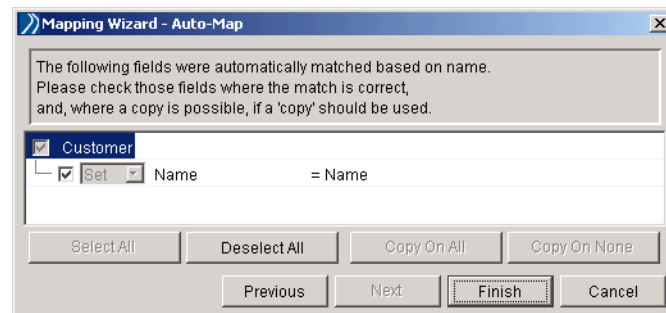 Mapping Wizard - Auto-Map
The following fields were automatically matched based on name.
Please check those fields where the match is correct,
and, where a copy is possible, if a 'copy' should be used.
Customer
Set Name = Name
Select All Deselect All Copy On All Copy On None
Previous Next Finish Cancel